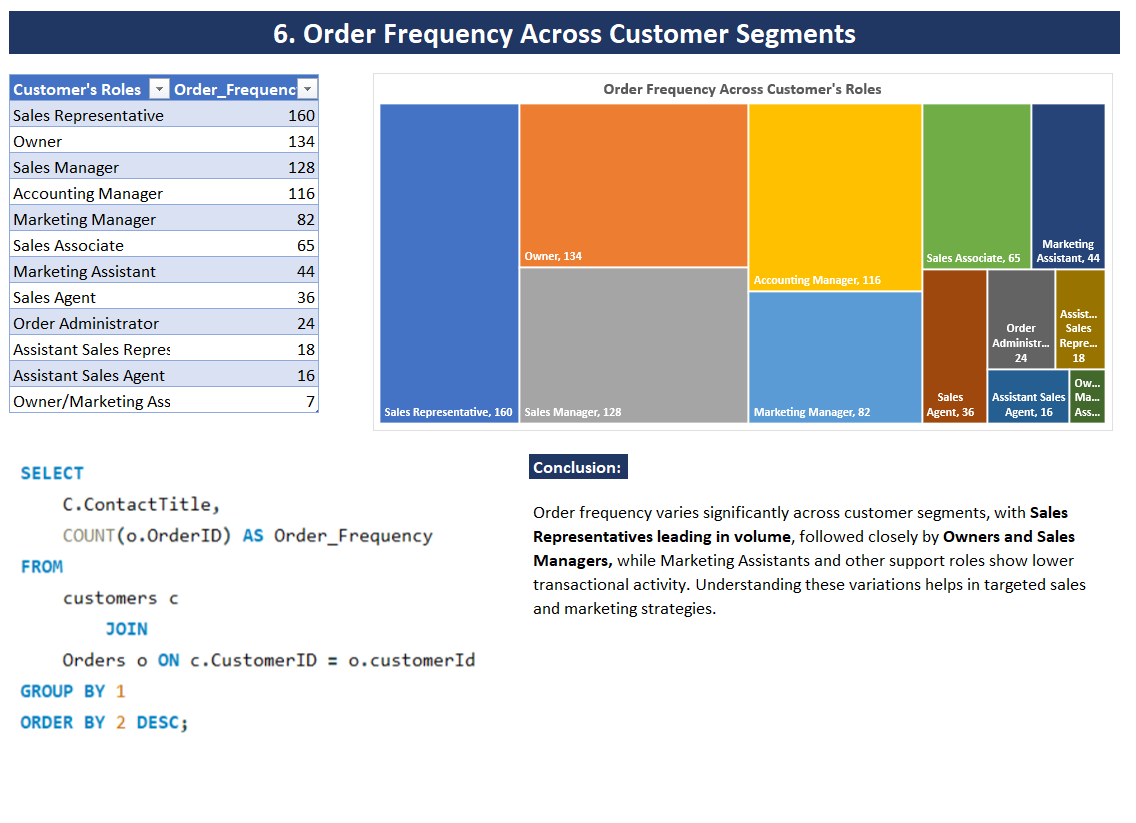 6. Order Frequency Across Customer Segments
Customer's Roles Order_Frequenc
Sales Representative 160
Owner 134
Sales Manager 128
Accounting Manager 116
Marketing Manager 82
Sales Associate 65
Marketing Assistant 44
Sales Agent 36
Order Administrator 24
Assistant Sales Repres 18
Assistant Sales Agent 16
Owner/Marketing Ass 7
Order Frequency Across Customer's Roles
Sales Representative, 160
Owner, 134
Sales Manager, 128
Accounting Manager, 116
Marketing Manager, 82
Sales Associate, 65
Marketing
Assistant, 44
Sales
Agent, 36
Order
Administr...
24
Assist...
Sales
Repre...
18
Assistant Sales
Agent, 16
Ow...
Ma...
Ass...
SELECT
C.ContactTitle,
COUNT(o.OrderID) AS Order_Frequency
FROM
customers c
JOIN
Orders o ON c.CustomerID = o.customerId
GROUP BY 1
ORDER BY 2 DESC;
Conclusion:
Order frequency varies significantly across customer segments, with Sales
Representatives leading in volume, followed closely by Owners and Sales
Managers, while Marketing Assistants and other support roles show lower
transactional activity. Understanding these variations helps in targeted sales
and marketing strategies.